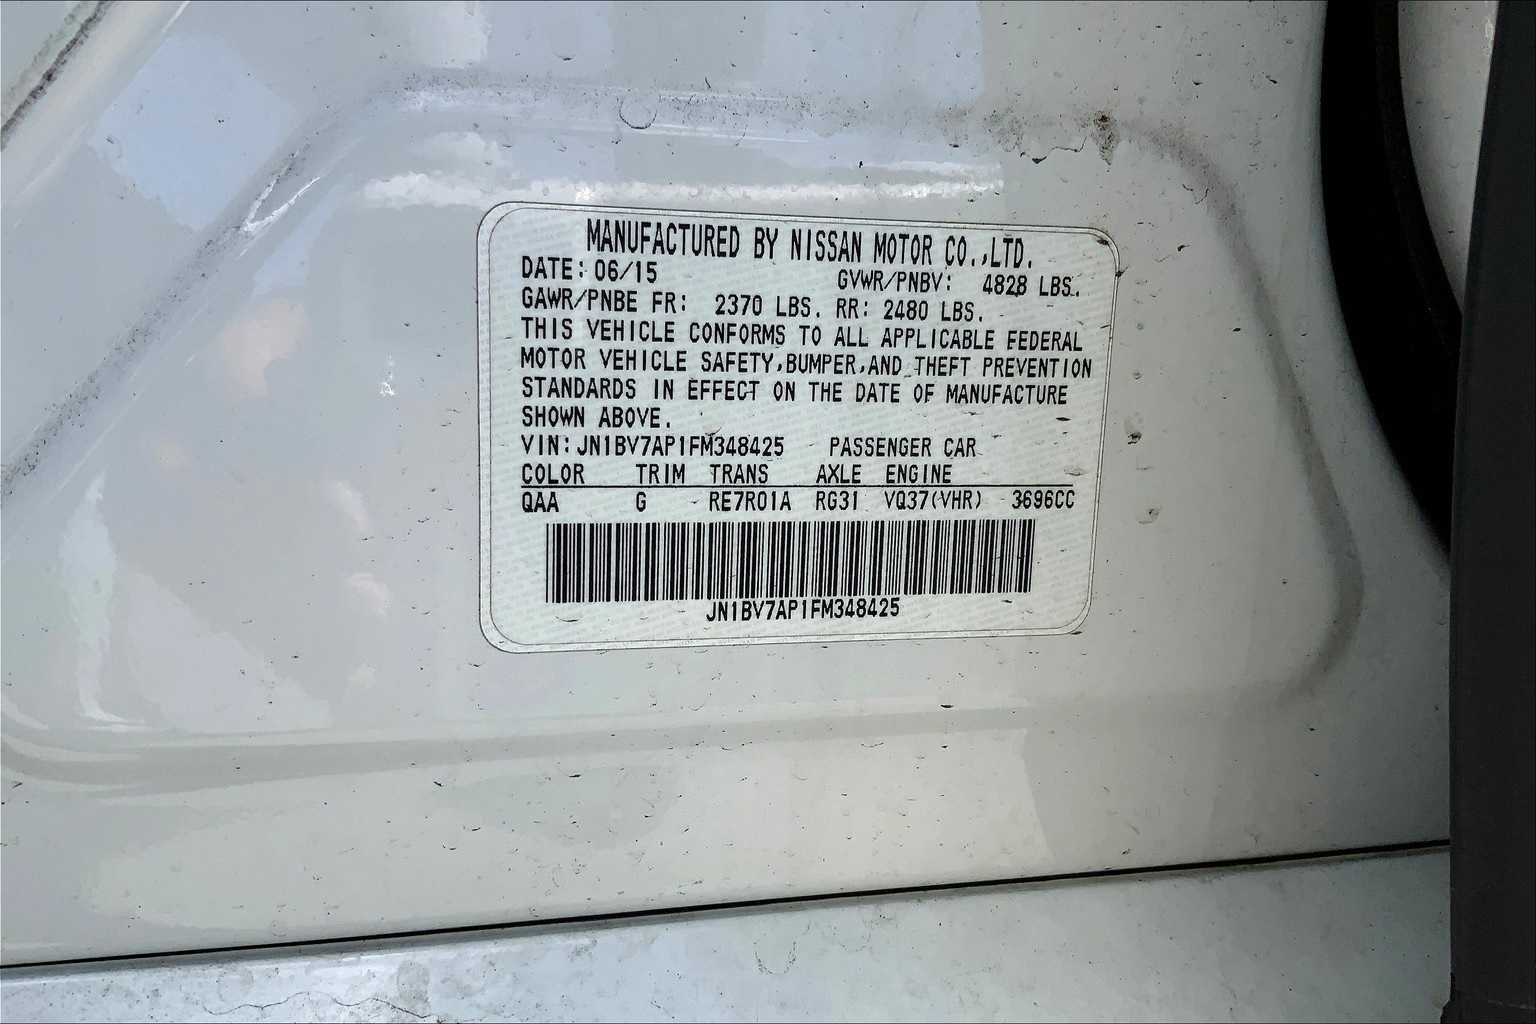 MANUFACTURED BY NISSAN MOTOR CO.,LTD.
DATE: 06/15 GVWR/PNBV: 4828 LBS.
GAWR/PNBE FR: 2370 LBS. RR: 2480 LBS.
THIS VEHICLE CONFORMS TO ALL APPLICABLE FEDERAL
MOTOR VEHICLE SAFETY,BUMPER,AND THEFT PREVENTION
STANDARDS IN EFFECT ON THE DATE OF MANUFACTURE
SHOWN ABOVE.
VIN: JN1BV7AP1FM348425 PASSENGER CAR
COLOR TRIM TRANS AXLE ENGINE
QAA G RE7R01A RG31 VQ37(VHR) 3696CC
JN1BV7AP1FM348425